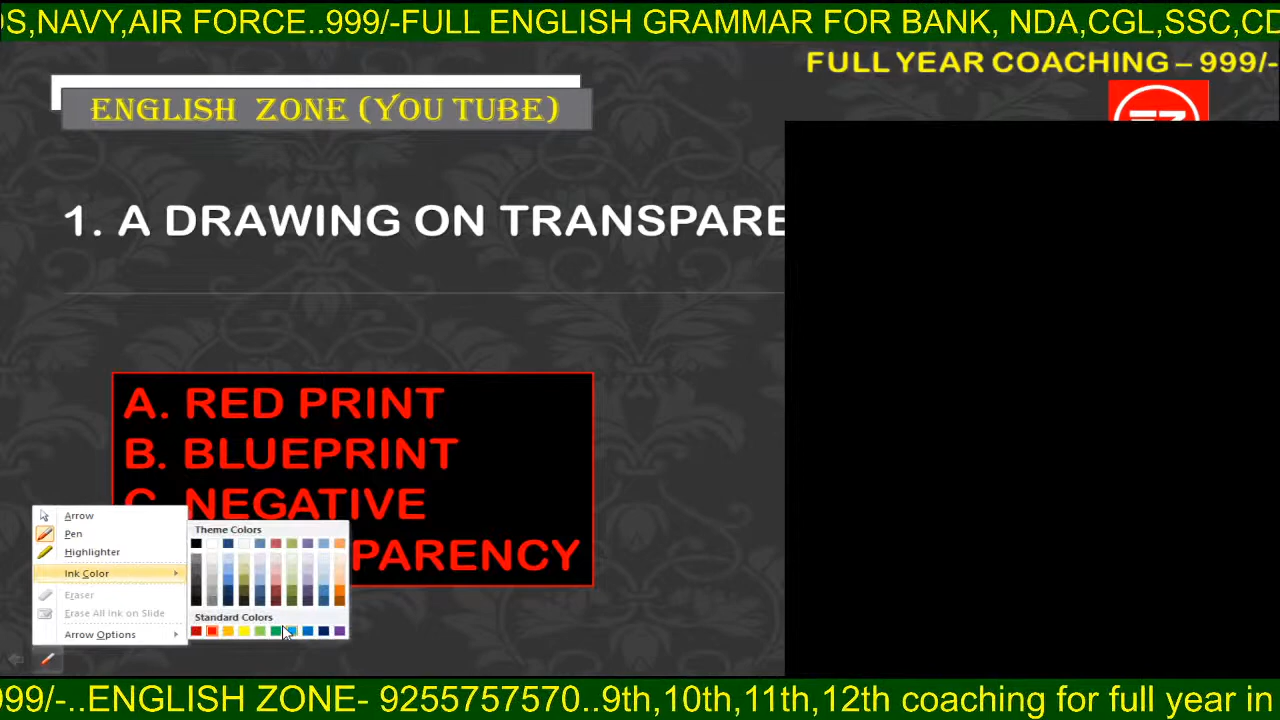 S,NAVY,AIR FORCE..999/-FULL ENGLISH GRAMMAR FOR BANK, NDA,CGL,SSC,CD
FULL YEAR COACHING – 999/-
ENGLISH ZONE (YOU TUBE)
1. A DRAWING ON TRANSPARE
A. RED PRINT
B. BLUEPRINT
C. NEGATIVE
PARENCY
Arrow
Pen
Highlighter
Ink Color
Eraser
Erase All Ink on Slide
Arrow Options
Theme Colors
Standard Colors
999/-..ENGLISH ZONE- 9255757570..9th,10th,11th,12th coaching for full year in